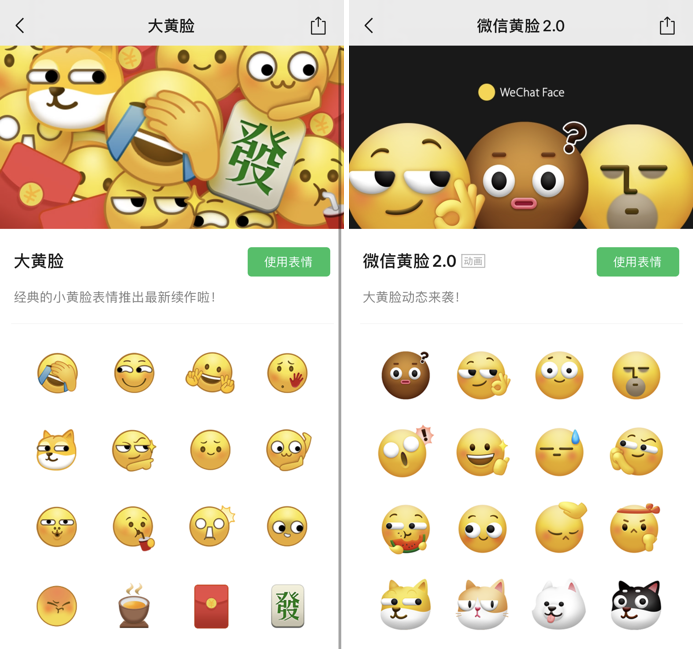 大黄脸
發
大黄脸
使用表情
经典的小黄脸表情推出最新续作啦！
發
微信黄脸2.0
WeChat Face
?
微信黄脸2.0 动画
使用表情
大黄脸动态来袭！
?
!